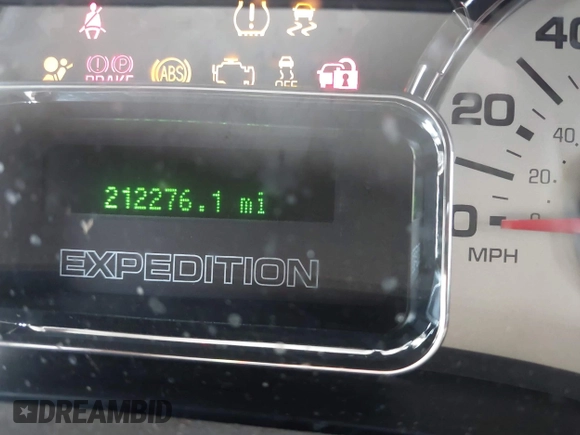 40
BRAKE
ABS
OFF
20
40
20
212276.1 mi
0
0
MPH
EXPEDITION
DREAMBID